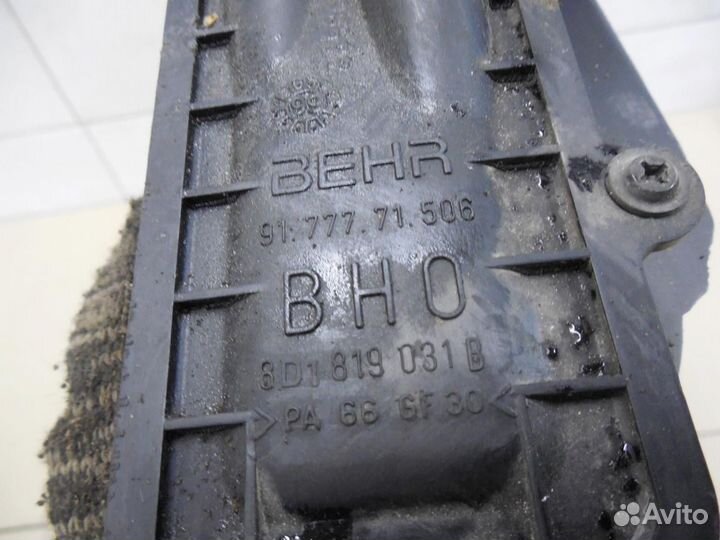 BEHR
91.777.71.506
BHO
8D1 819 031 B
>PA 66 GF 30<
Avito